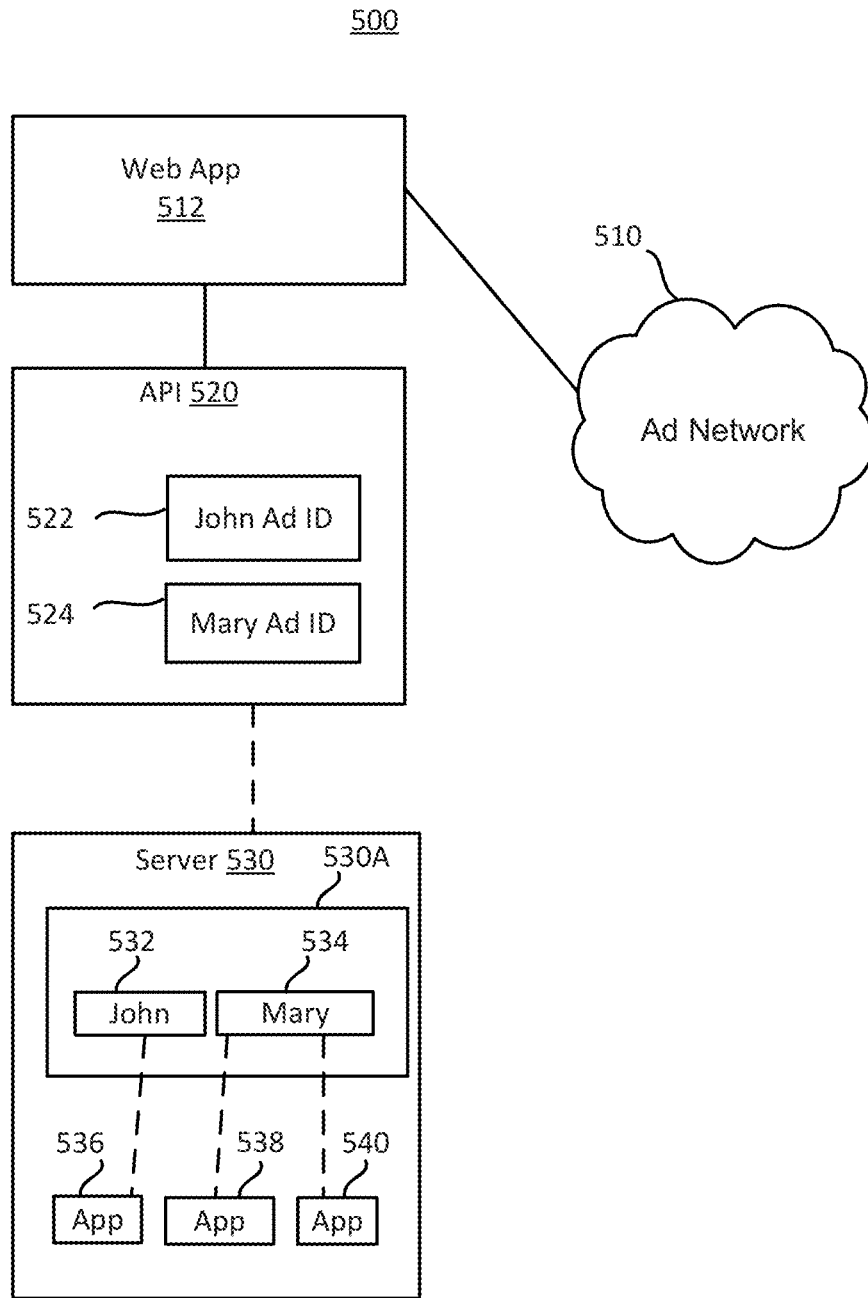 500
Web App
512
510
Ad Network
API 520
522
John Ad ID
524
Mary Ad ID
Server 530
530A
532
534
John
Mary
536
538
540
App
App
App